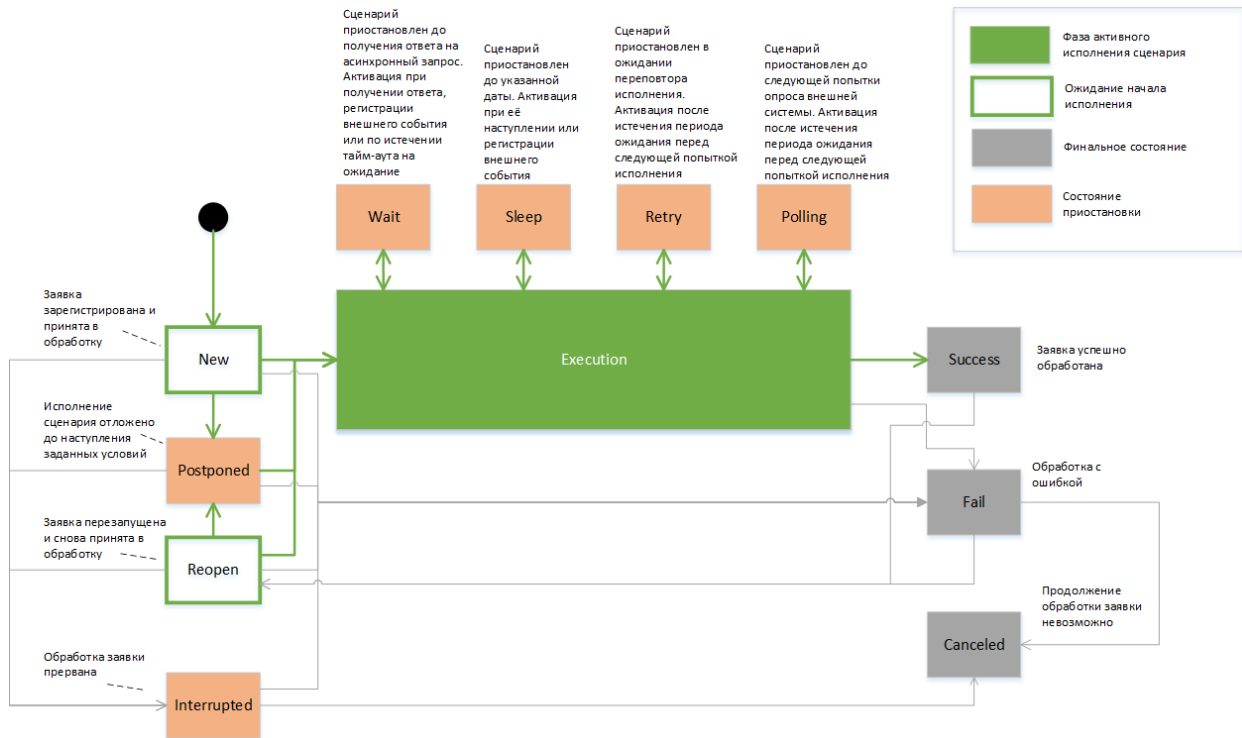 Сценарий
приостановлен до
получения ответа на
асинхронный запрос.
Активация при
получении ответа,
регистрации
внешнего события
или по истечении
тайм-аута на
ожидание
Сценарий
приостановлен
до указанной
даты. Активация
при её
наступлении или
регистрации
внешнего
события
Сценарий
приостановлен в
ожидании
переповтора
исполнения.
Активация после
истечения периода
ожидания перед
следующей попыткой
исполнения
Сценарий
приостановлен до
следующей попытки
опроса внешней
системы. Активация
после истечения
периода ожидания
перед следующей
попыткой исполнения
Фаза активного
исполнения сценария
Ожидание начала
исполнения
Финальное состояние
Состояние
приостановки
Wait
Sleep
Retry
Polling
Заявка
зарегистрирована и
принята в
обработку
New
Execution
Success
Заявка успешно
обработана
Исполнение
сценария отложено
до наступления
заданных условий
Postponed
Fail
Обработка с
ошибкой
Заявка перезапущена
и снова принята в
обработку
Reopen
Продолжение
обработки заявки
невозможно
Canceled
Обработка заявки
прервана
Interrupted